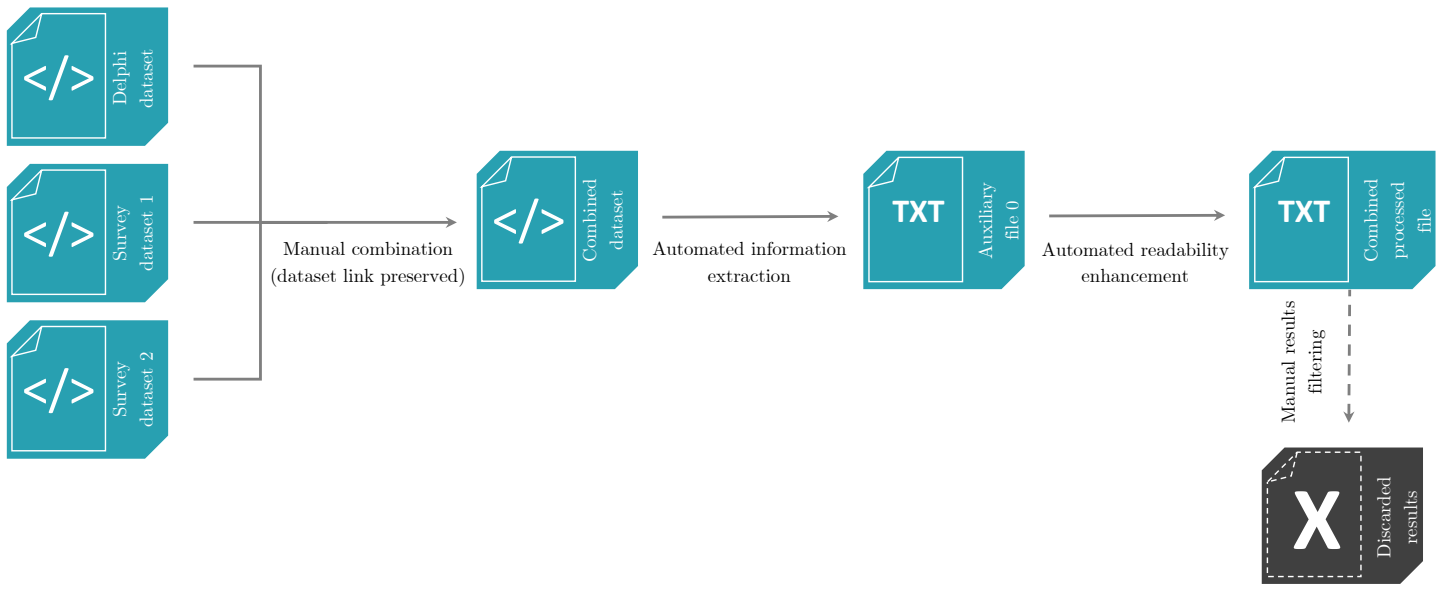 </>
Delphi
dataset
</>
Survey
dataset 1
</>
Survey
dataset 2
Manual combination
(dataset link preserved)
</>
Combined
dataset
Automated information
extraction
TXT
Auxiliary
file 0
Automated readability
enhancement
TXT
Combined
processed
file
Manual results
filtering
X
Discarded
results